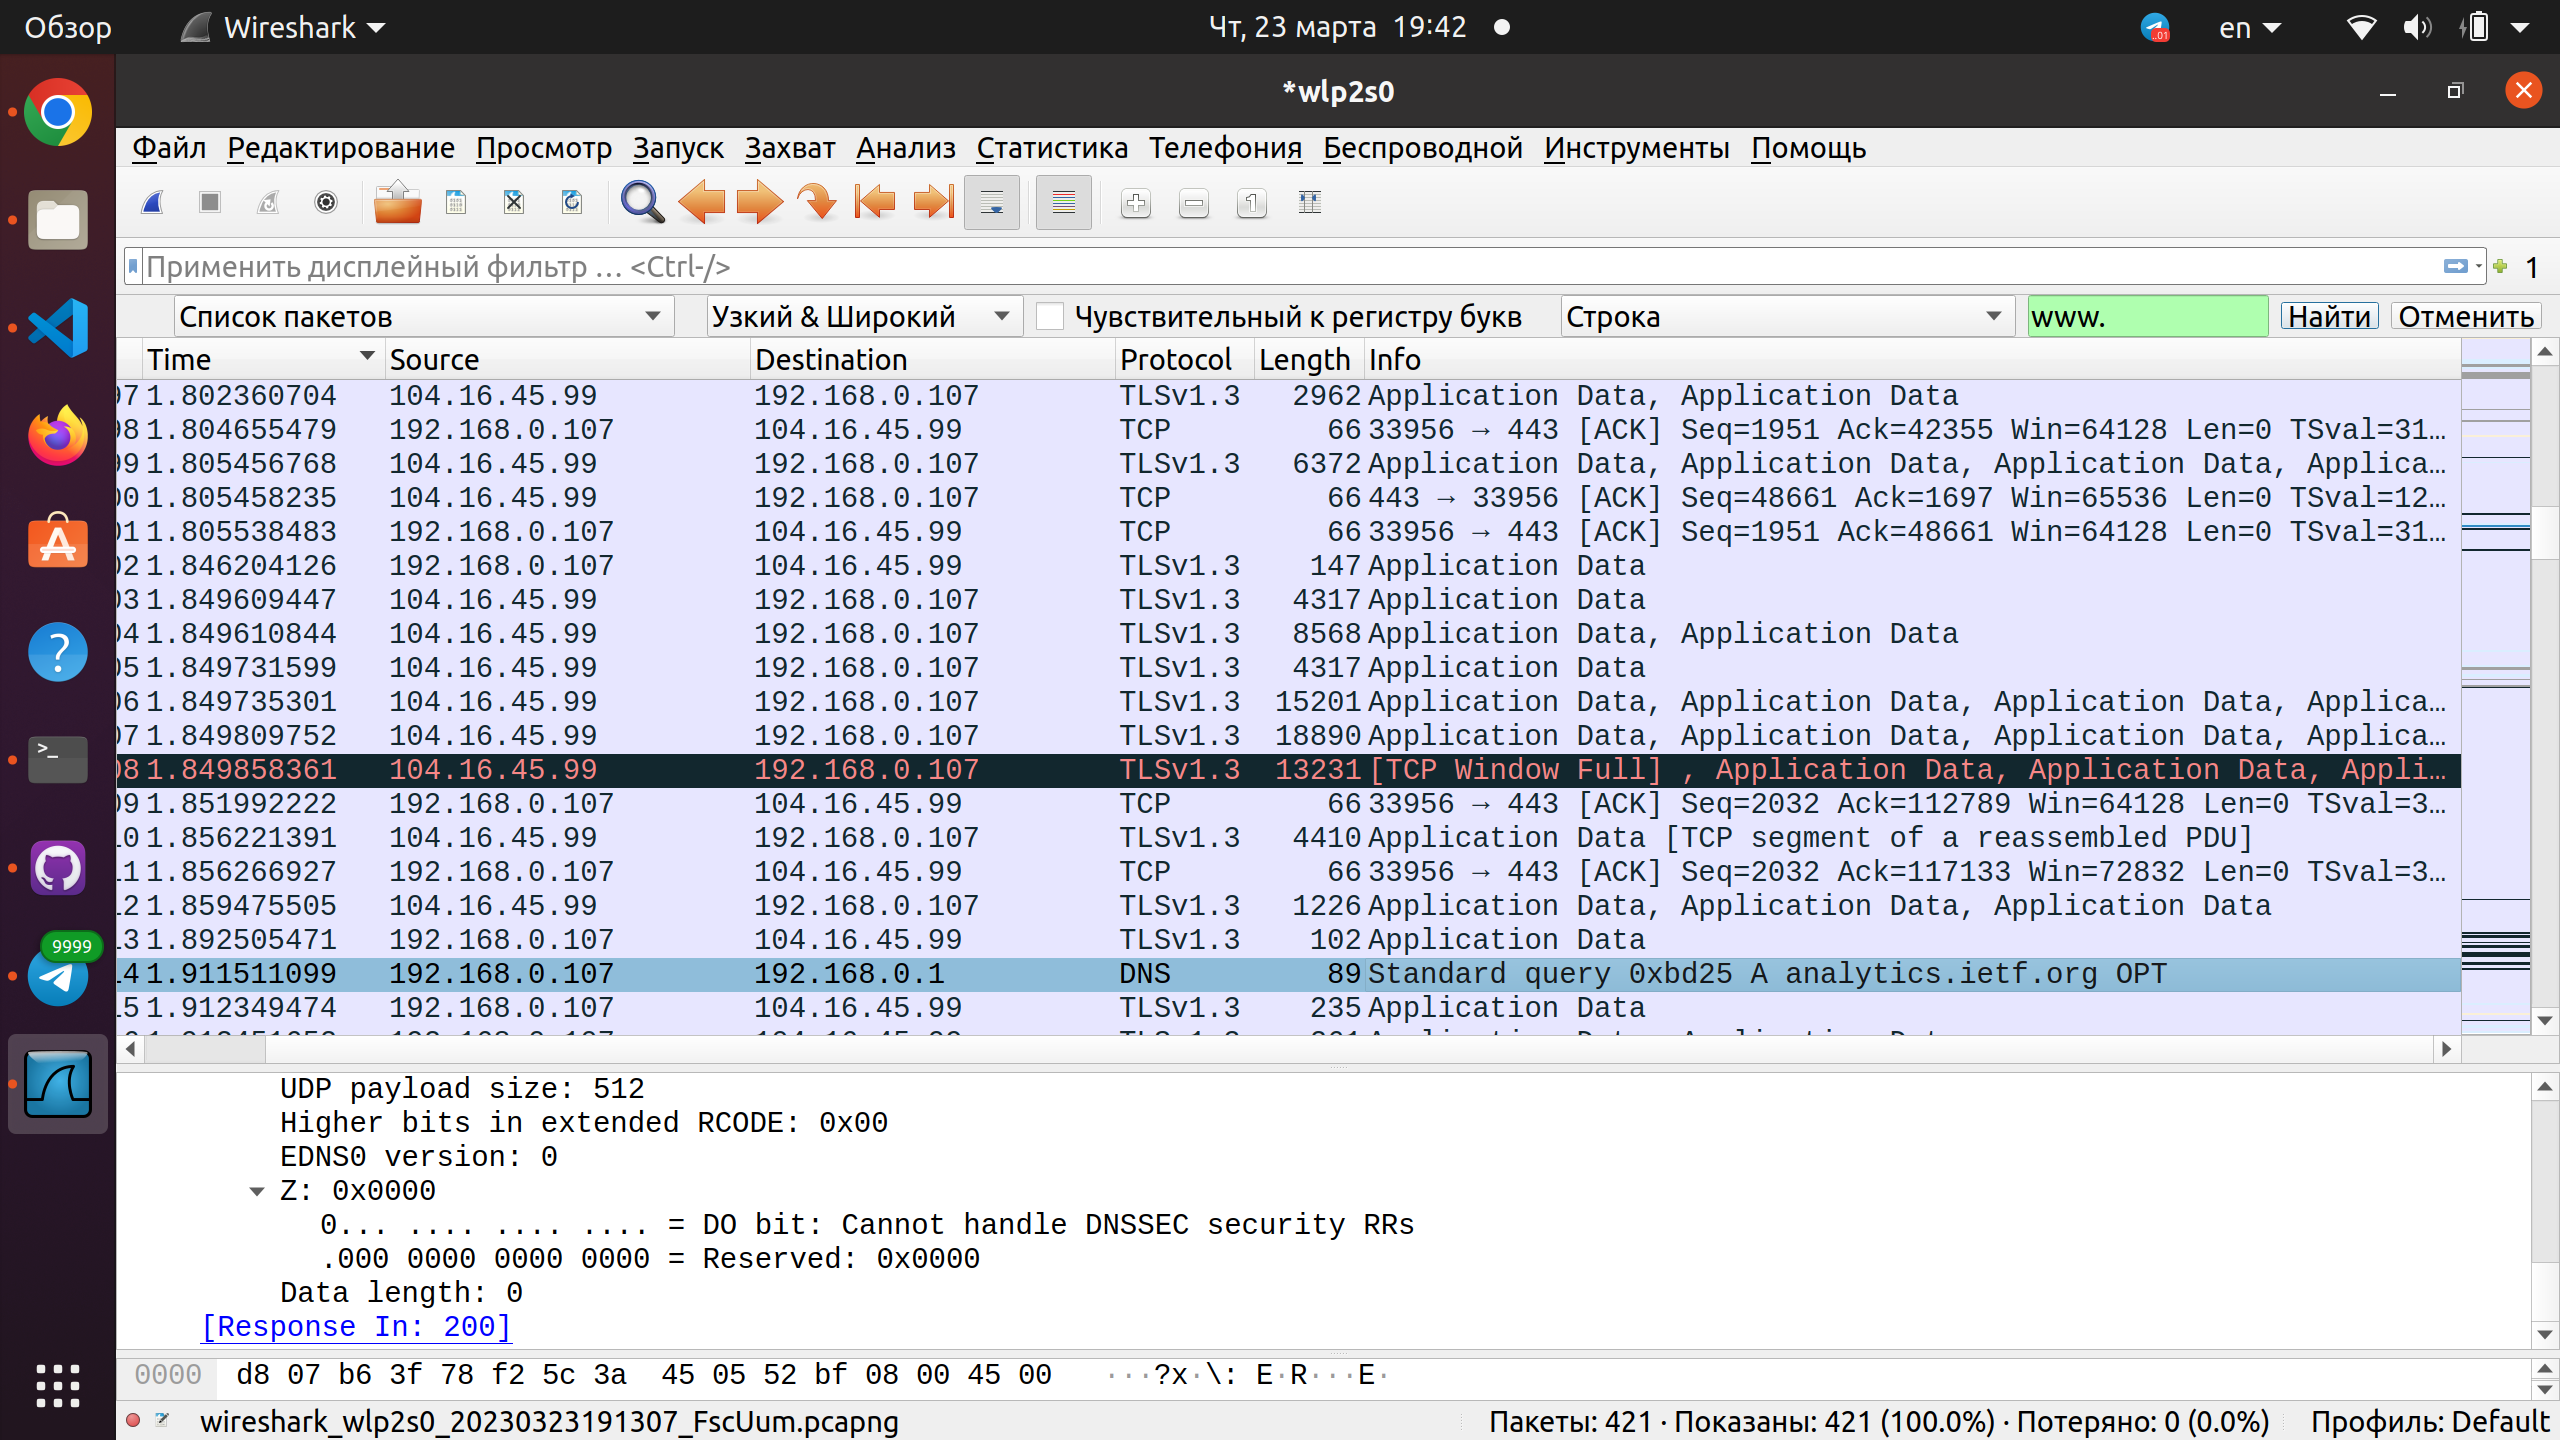 Обзор Wireshark Чт, 23 марта 19:42 en
*wlp2s0
Файл Редактирование Просмотр Запуск Захват Анализ Статистика Телефония Беспроводной Инструменты Помощь
Применить дисплейный фильтр … <Ctrl-/> 1
Список пакетов Узкий & Широкий Чувствительный к регистру букв Строка www. Найти Отменить
Time Source Destination Protocol Length Info
97 1.802360704 104.16.45.99 192.168.0.107 TLSv1.3 2962 Application Data, Application Data
98 1.804655479 192.168.0.107 104.16.45.99 TCP 66 33956 → 443 [ACK] Seq=1951 Ack=42355 Win=64128 Len=0 TSval=31…
99 1.805456768 104.16.45.99 192.168.0.107 TLSv1.3 6372 Application Data, Application Data, Application Data, Applica…
00 1.805458235 104.16.45.99 192.168.0.107 TCP 66 443 → 33956 [ACK] Seq=48661 Ack=1697 Win=65536 Len=0 TSval=12…
01 1.805538483 192.168.0.107 104.16.45.99 TCP 66 33956 → 443 [ACK] Seq=1951 Ack=48661 Win=64128 Len=0 TSval=31…
02 1.846204126 192.168.0.107 104.16.45.99 TLSv1.3 147 Application Data
03 1.849609447 104.16.45.99 192.168.0.107 TLSv1.3 4317 Application Data
04 1.849610844 104.16.45.99 192.168.0.107 TLSv1.3 8568 Application Data, Application Data
05 1.849731599 104.16.45.99 192.168.0.107 TLSv1.3 4317 Application Data
06 1.849735301 104.16.45.99 192.168.0.107 TLSv1.3 15201 Application Data, Application Data, Application Data, Applica…
07 1.849809752 104.16.45.99 192.168.0.107 TLSv1.3 18890 Application Data, Application Data, Application Data, Applica…
08 1.849858361 104.16.45.99 192.168.0.107 TLSv1.3 13231 [TCP Window Full] , Application Data, Application Data, Appli…
09 1.851992222 192.168.0.107 104.16.45.99 TCP 66 33956 → 443 [ACK] Seq=2032 Ack=112789 Win=64128 Len=0 TSval=3…
10 1.856221391 104.16.45.99 192.168.0.107 TLSv1.3 4410 Application Data [TCP segment of a reassembled PDU]
11 1.856266927 192.168.0.107 104.16.45.99 TCP 66 33956 → 443 [ACK] Seq=2032 Ack=117133 Win=72832 Len=0 TSval=3…
12 1.859475505 104.16.45.99 192.168.0.107 TLSv1.3 1226 Application Data, Application Data, Application Data
13 1.892505471 192.168.0.107 104.16.45.99 TLSv1.3 102 Application Data
14 1.911511099 192.168.0.107 192.168.0.1 DNS 89 Standard query 0xbd25 A analytics.ietf.org OPT
15 1.912349474 192.168.0.107 104.16.45.99 TLSv1.3 235 Application Data
UDP payload size: 512
Higher bits in extended RCODE: 0x00
EDNS0 version: 0
Z: 0x0000
0... .... .... .... = DO bit: Cannot handle DNSSEC security RRs
.000 0000 0000 0000 = Reserved: 0x0000
Data length: 0
[Response In: 200]
0000 d8 07 b6 3f 78 f2 5c 3a 45 05 52 bf 08 00 45 00 ···?x·\: E·R···E·
wireshark_wlp2s0_20230323191307_FscUum.pcapng Пакеты: 421 · Показаны: 421 (100.0%) · Потеряно: 0 (0.0%) Профиль: Default
9999